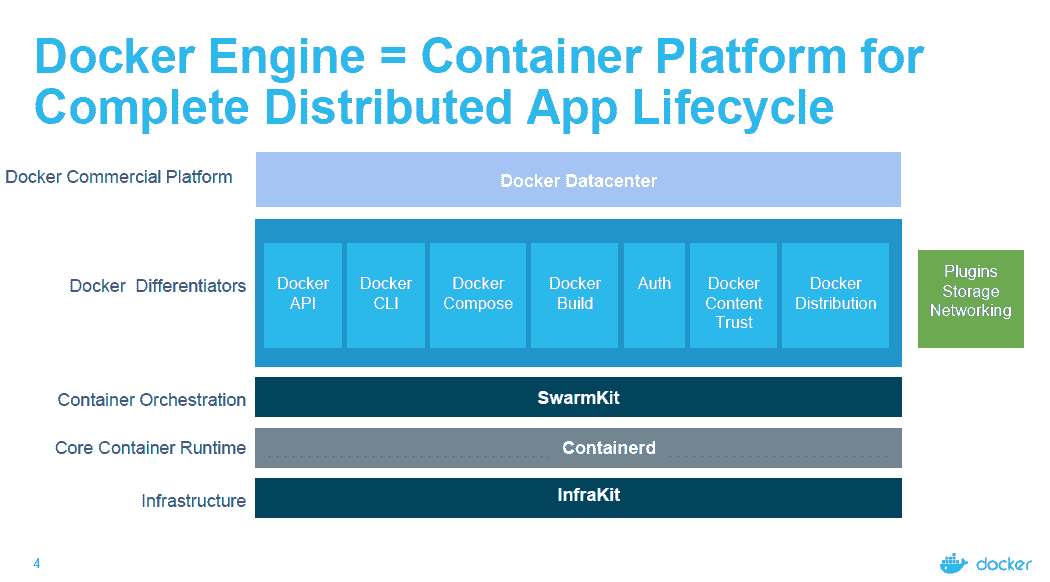 Docker Engine = Container Platform for
Complete Distributed App Lifecycle
Docker Commercial Platform
Docker Datacenter
Docker Differentiators
Docker
API
Docker
CLI
Docker
Compose
Docker
Build
Auth
Docker
Content
Trust
Docker
Distribution
Plugins
Storage
Networking
Container Orchestration
SwarmKit
Core Container Runtime
Containerd
Infrastructure
InfraKit
4
docker